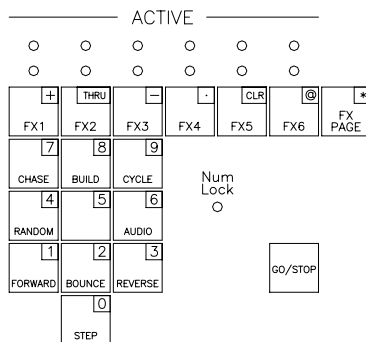 ACTIVE
+ THRU – . CLR @ *
FX1 FX2 FX3 FX4 FX5 FX6 FX PAGE
7 8 9
CHASE BUILD CYCLE
Num
Lock
4 5 6
RANDOM AUDIO
1 2 3
FORWARD BOUNCE REVERSE GO/STOP
0
STEP